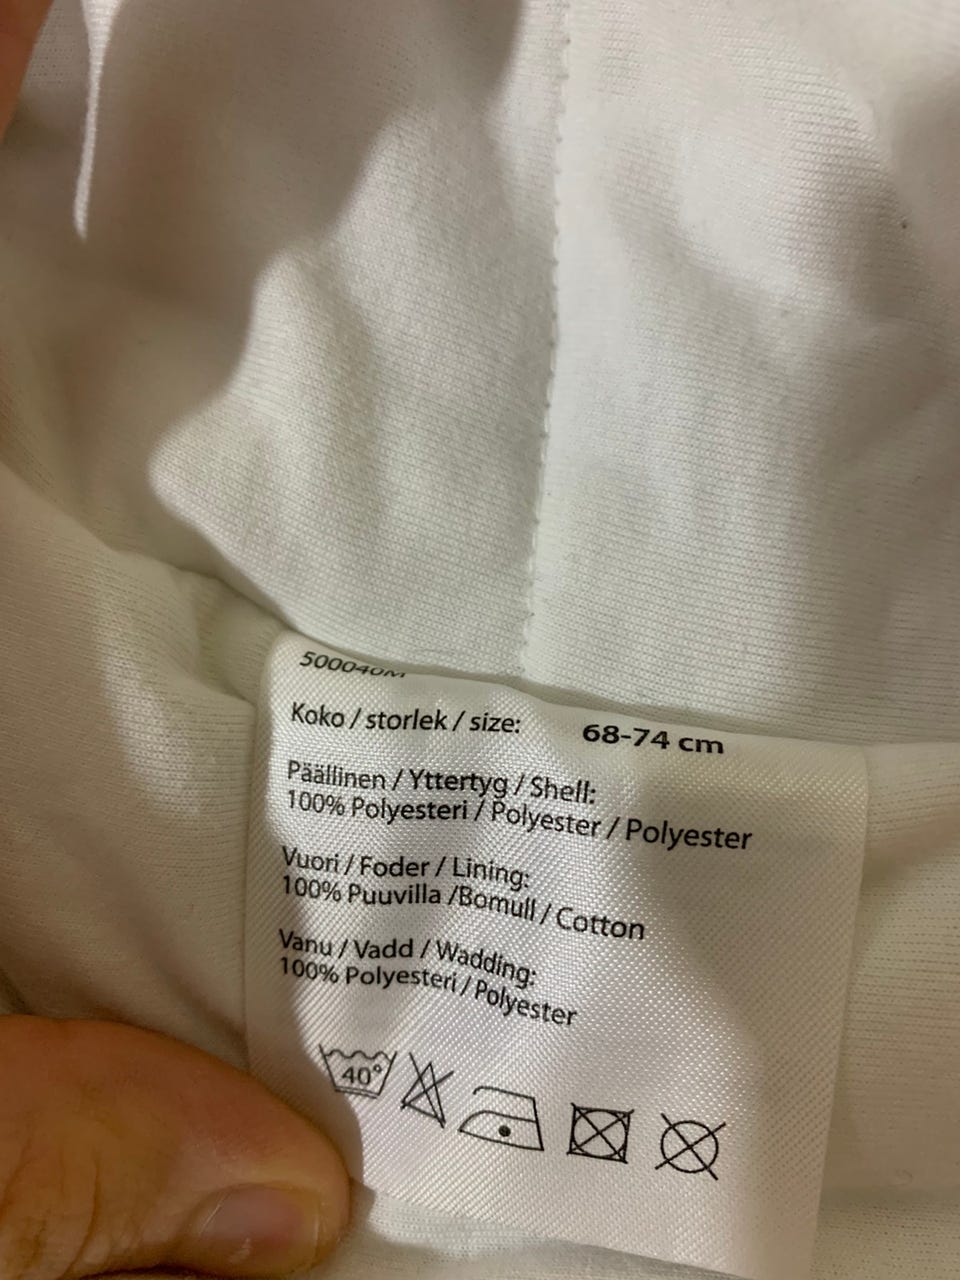 500040M
Koko / storlek / size: 68-74 cm
Päällinen / Yttertyg / Shell:
100% Polyesteri / Polyester / Polyester
Vuori / Foder / Lining:
100% Puuvilla /Bomull / Cotton
Vanu / Vadd / Wadding:
100% Polyesteri / Polyester
40°